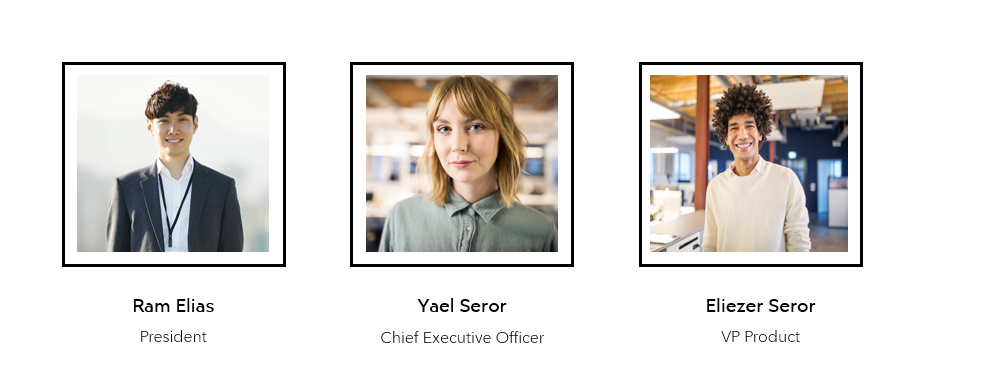 Ram Elias
President
Yael Seror
Chief Executive Officer
Eliezer Seror
VP Product